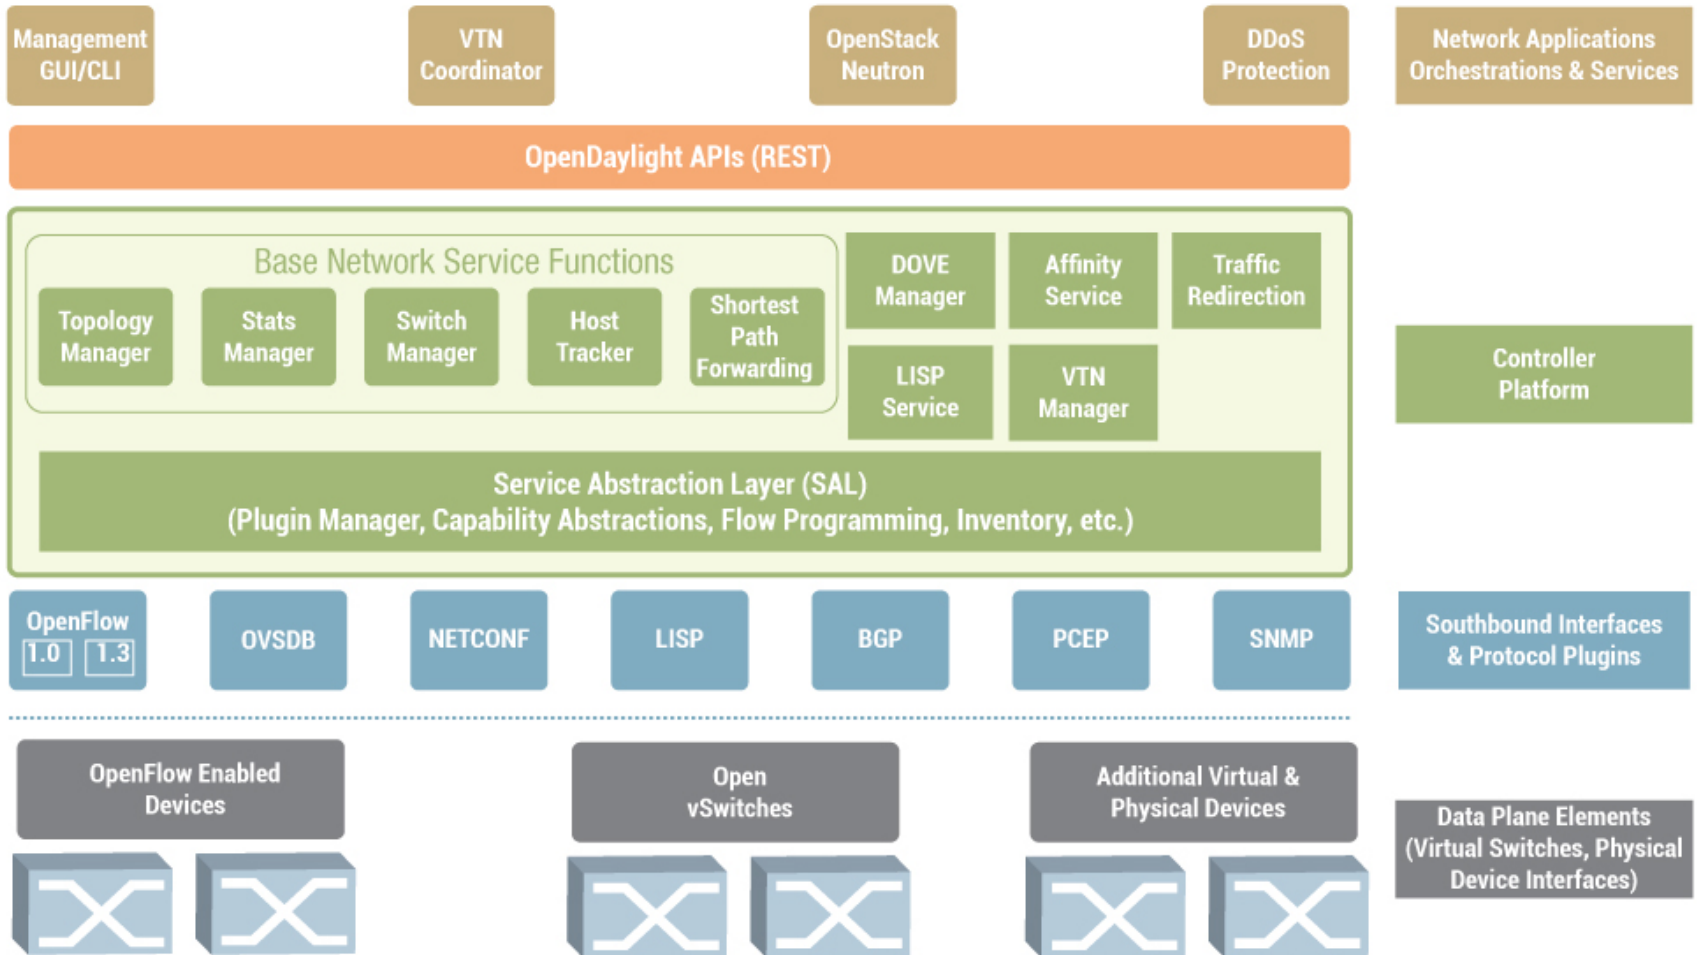 Management
GUI/CLI
VTN
Coordinator
OpenStack
Neutron
DDoS
Protection
Network Applications
Orchestrations & Services
OpenDaylight APIs (REST)
Base Network Service Functions
Topology
Manager
Stats
Manager
Switch
Manager
Host
Tracker
Shortest
Path
Forwarding
DOVE
Manager
Affinity
Service
Traffic
Redirection
LISP
Service
VTN
Manager
Controller
Platform
Service Abstraction Layer (SAL)
(Plugin Manager, Capability Abstractions, Flow Programming, Inventory, etc.)
OpenFlow
1.0
1.3
OVSDB
NETCONF
LISP
BGP
PCEP
SNMP
Southbound Interfaces
& Protocol Plugins
OpenFlow Enabled
Devices
Open
vSwitches
Additional Virtual &
Physical Devices
Data Plane Elements
(Virtual Switches, Physical
Device Interfaces)